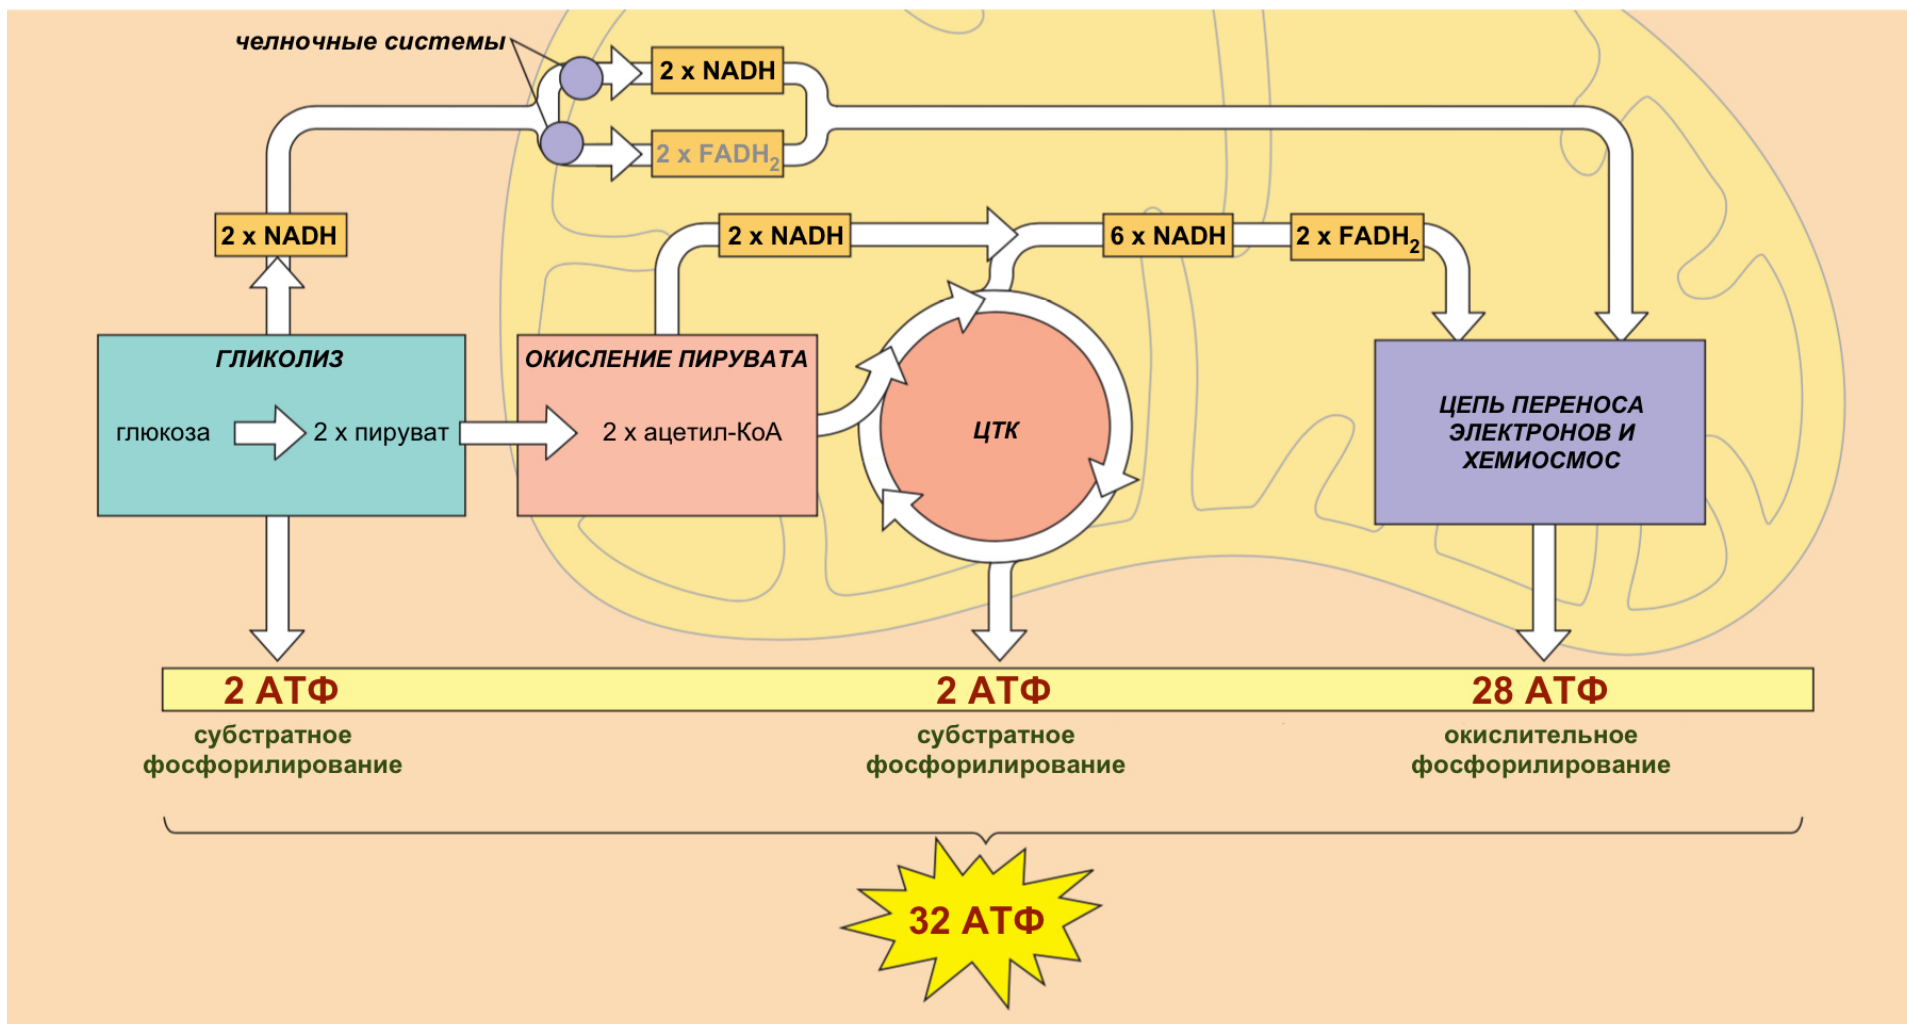 челночные системы
2 x NADH
2 x FADH₂
2 x NADH
2 x NADH
6 x NADH
2 x FADH₂
ГЛИКОЛИЗ
глюкоза
2 x пируват
ОКИСЛЕНИЕ ПИРУВАТА
2 x ацетил-КоА
ЦТК
ЦЕПЬ ПЕРЕНОСА
ЭЛЕКТРОНОВ И
ХЕМИОСМОС
2 АТФ
2 АТФ
28 АТФ
субстратное
фосфорилирование
субстратное
фосфорилирование
окислительное
фосфорилирование
32 АТФ